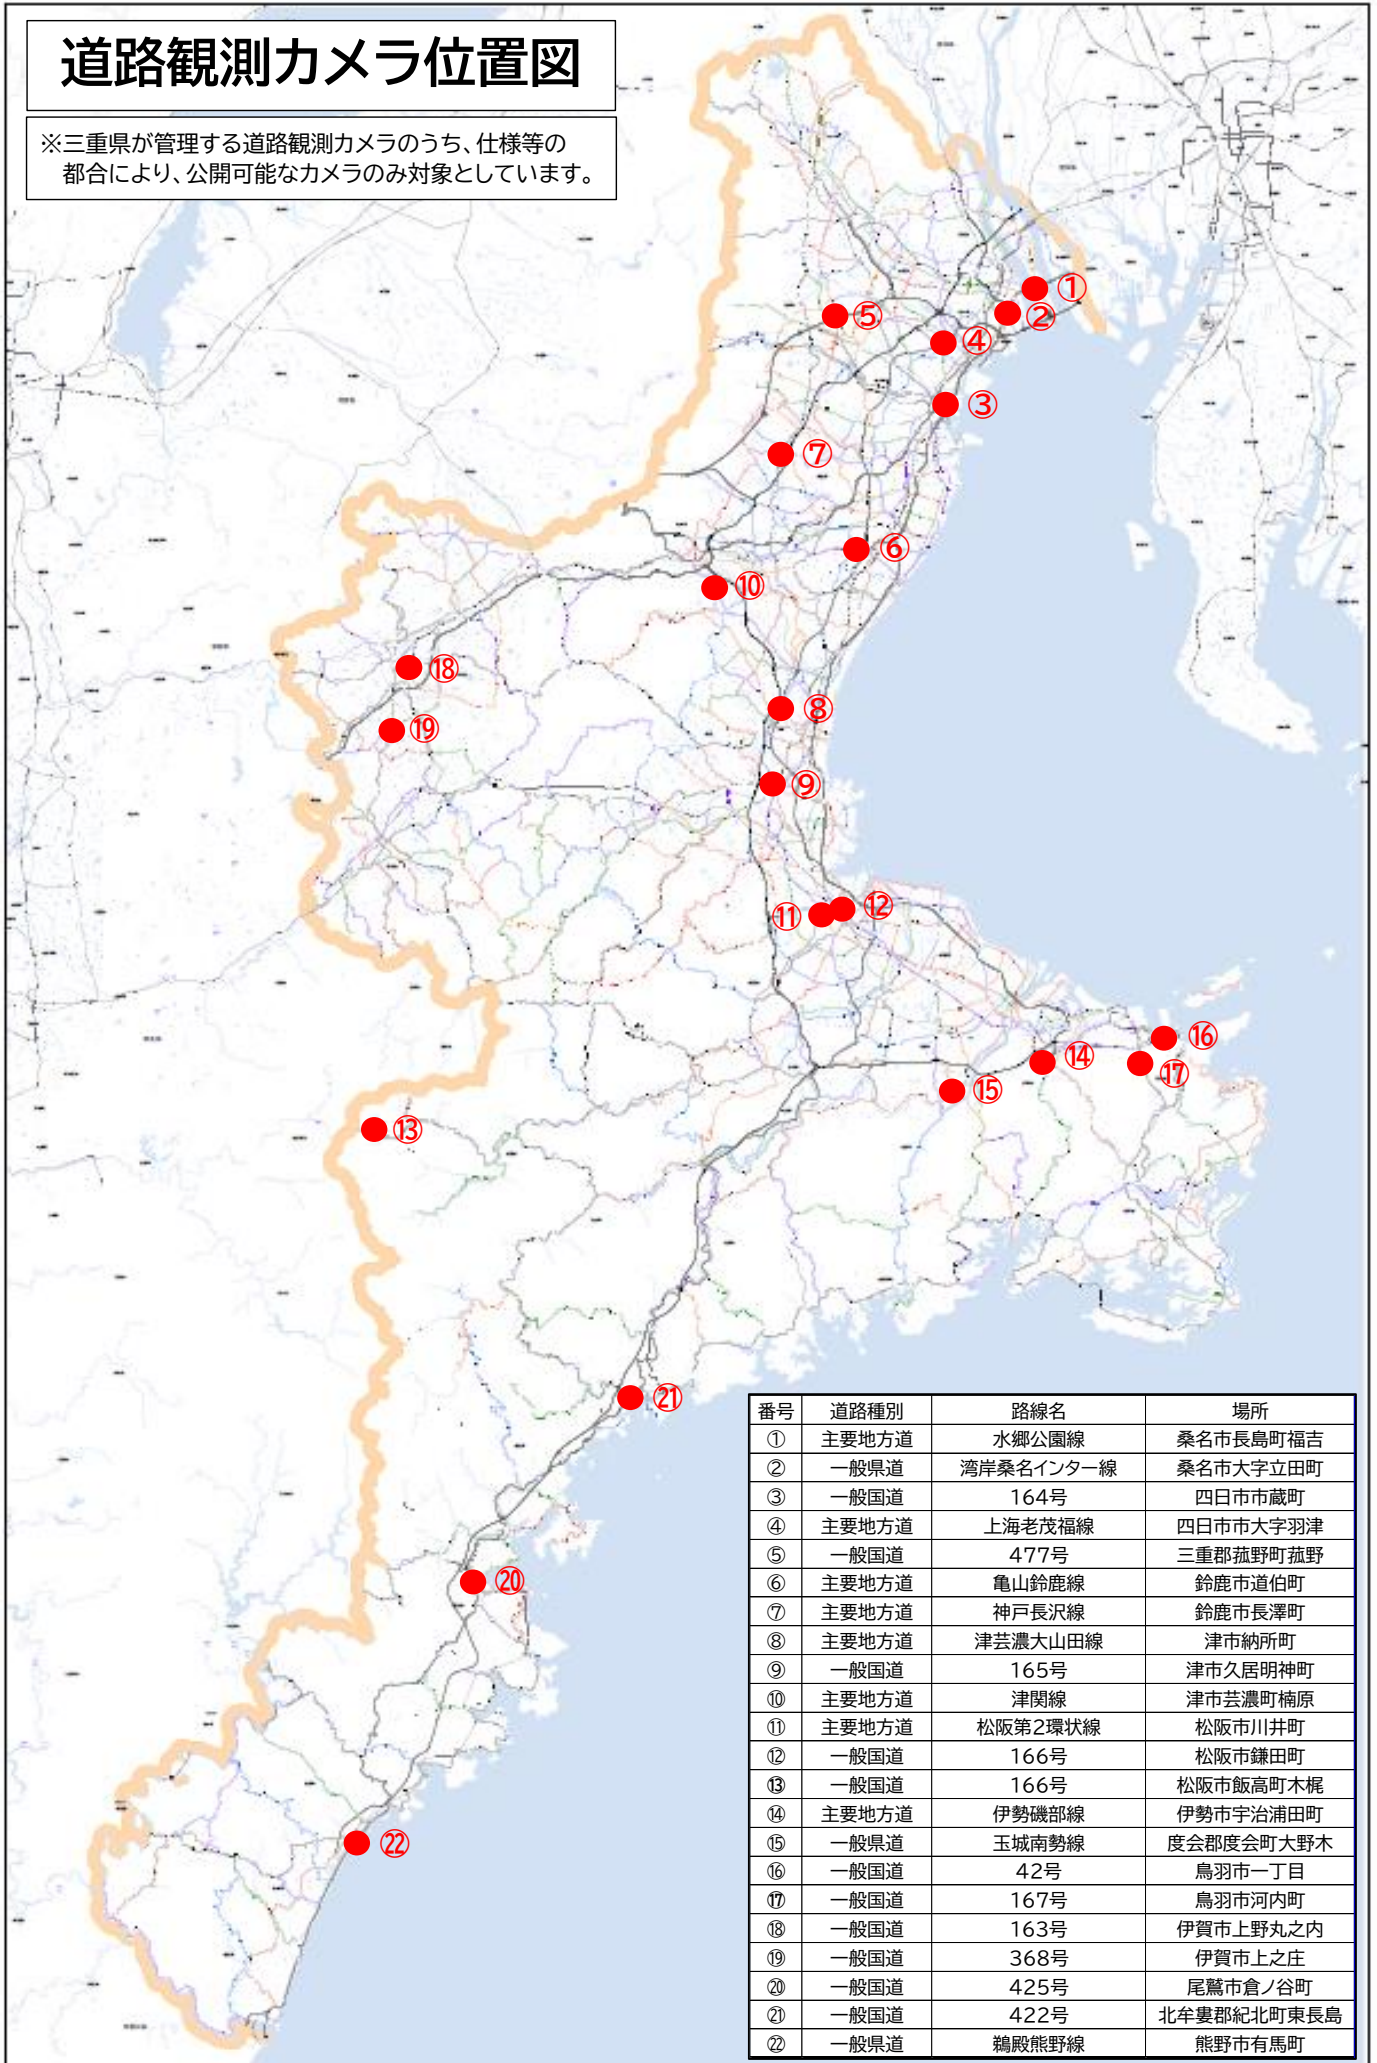 道路観測カメラ位置図
※三重県が管理する道路観測カメラのうち、仕様等の
都合により、公開可能なカメラのみ対象としています。
①
②
⑤
④
③
⑦
⑥
⑩
⑱
⑧
⑲
⑨
⑪ ⑫
⑯
⑭
⑰
⑮
⑬
㉑
⑳
㉒
番号 道路種別 路線名 場所
① 主要地方道 水郷公園線 桑名市長島町福吉
② 一般県道 湾岸桑名インター線 桑名市大字立田町
③ 一般国道 164号 四日市市蔵町
④ 主要地方道 上海老茂福線 四日市市大字羽津
⑤ 一般国道 477号 三重郡菰野町菰野
⑥ 主要地方道 亀山鈴鹿線 鈴鹿市道伯町
⑦ 主要地方道 神戸長沢線 鈴鹿市長澤町
⑧ 主要地方道 津芸濃大山田線 津市納所町
⑨ 一般国道 165号 津市久居明神町
⑩ 主要地方道 津関線 津市芸濃町楠原
⑪ 主要地方道 松阪第2環状線 松阪市川井町
⑫ 一般国道 166号 松阪市鎌田町
⑬ 一般国道 166号 松阪市飯高町木梶
⑭ 主要地方道 伊勢磯部線 伊勢市宇治浦田町
⑮ 一般県道 玉城南勢線 度会郡度会町大野木
⑯ 一般国道 42号 鳥羽市一丁目
⑰ 一般国道 167号 鳥羽市河内町
⑱ 一般国道 163号 伊賀市上野丸之内
⑲ 一般国道 368号 伊賀市上之庄
⑳ 一般国道 425号 尾鷲市倉ノ谷町
㉑ 一般国道 422号 北牟婁郡紀北町東長島
㉒ 一般県道 鵜殿熊野線 熊野市有馬町